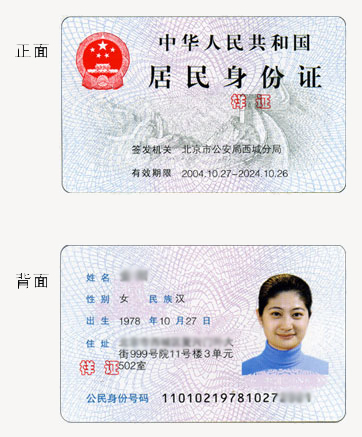 正面
中华人民共和国
居民身份证
样 证
签发机关 北京市公安局西城分局
有效期限 2004.10.27-2024.10.26
背面
姓名
性别 女 民族 汉
出生 1978 年 10 月 27 日
住址
街999号院11号楼3单元
502室
样 证
公民身份号码 11010219781027